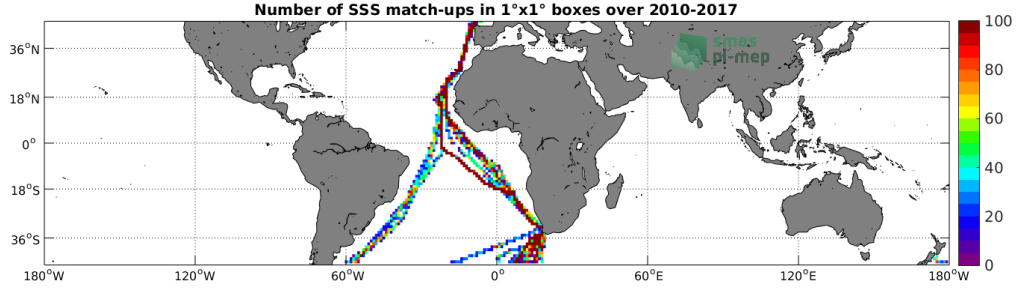 Number of SSS match-ups in 1°x1° boxes over 2010-2017
smos
pi-mep
36°N
18°N
0°
18°S
36°S
180°W 120°W 60°W 0° 60°E 120°E 180°W
100
80
60
40
20
0